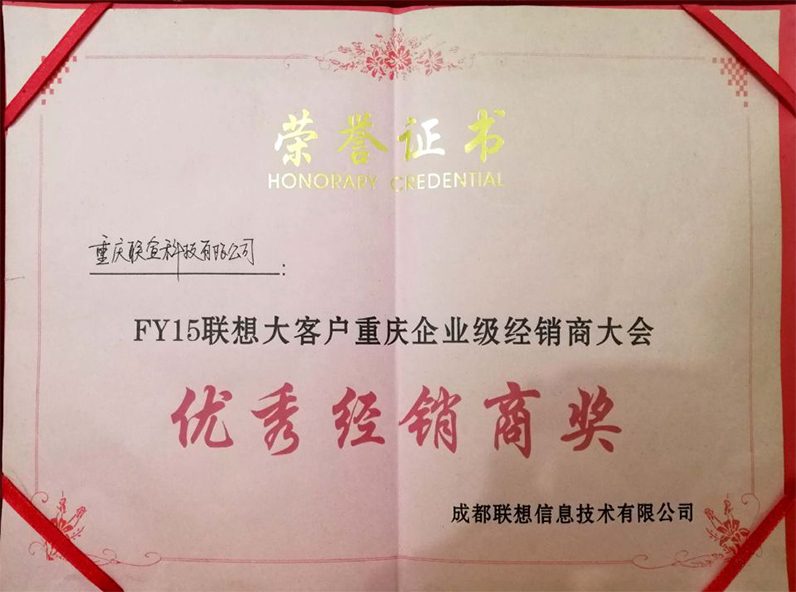 荣誉证书
HONORARY CREDENTIAL
重庆联宜科技有限公司:
FY15联想大客户重庆企业级经销商大会
优秀经销商奖
成都联想信息技术有限公司